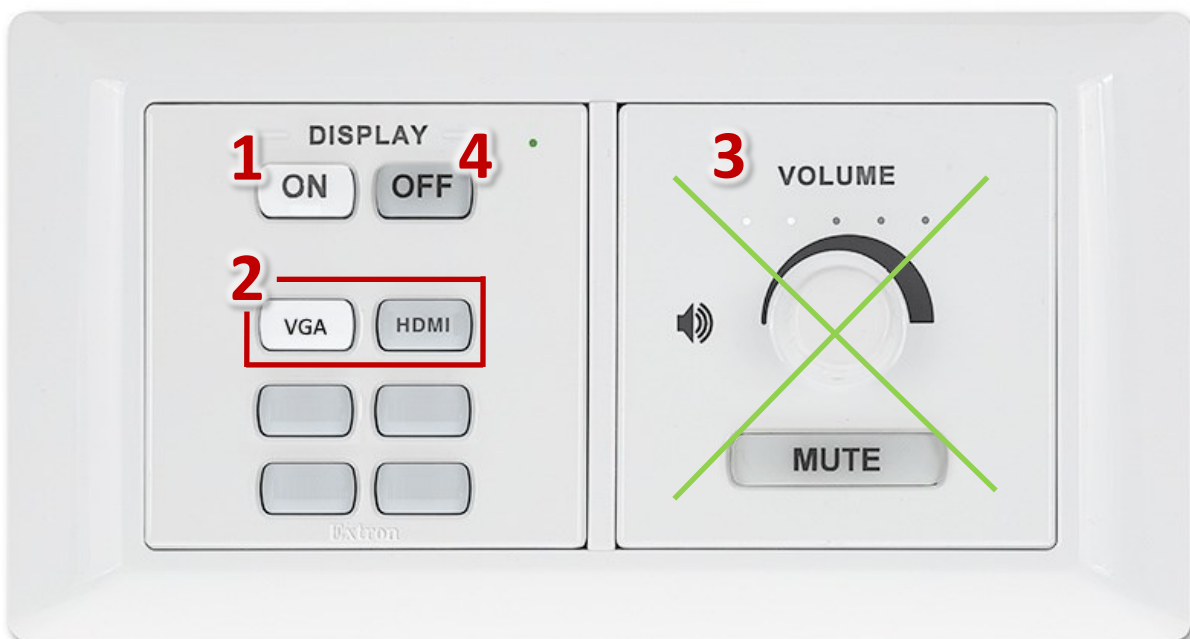 DISPLAY
1 ON OFF 4
2
VGA HDMI
Extron
3
VOLUME
MUTE